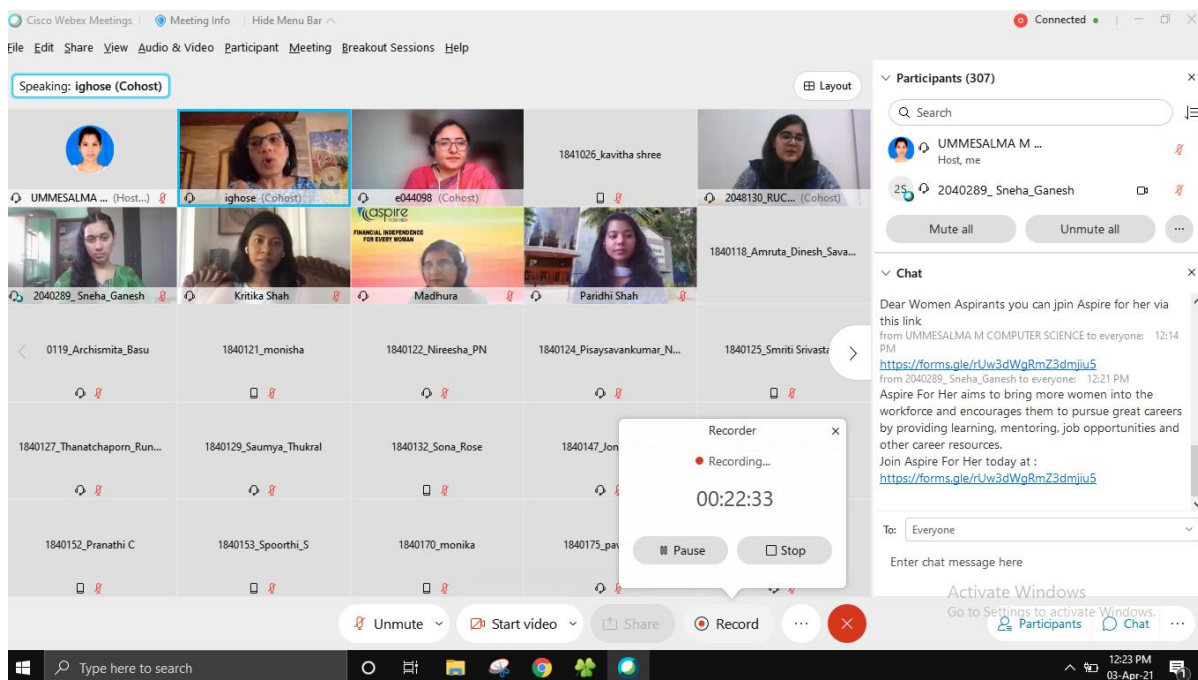 Cisco Webex Meetings
Meeting Info
Hide Menu Bar
Connected
File Edit Share View Audio & Video Participant Meeting Breakout Sessions Help
Speaking: ighose (Cohost)
Layout
UMMESALMA ... (Host...)
ighose (Cohost)
e044098 (Cohost)
1841026_kavitha shree
2048130_RUC... (Cohost)
aspire
FOR HER
FINANCIAL INDEPENDENCE
FOR EVERY WOMAN
2040289_ Sneha_Ganesh
Kritika Shah
Madhura
Paridhi Shah
1840118_Amruta_Dinesh_Sava...
0119_Archismita_Basu
1840121_monisha
1840122_Nireesha_PN
1840124_Pisaysavankumar_N...
1840125_Smriti Srivasta
1840127_Thanatchaporn_Run...
1840129_Saumya_Thukral
1840132_Sona_Rose
1840147_Jon
1840152_Pranathi C
1840153_Spoorthi_S
1840170_monika
1840175_pav
Recorder
Recording...
00:22:33
Pause
Stop
Unmute
Start video
Share
Record
Participants (307)
Search
UMMESALMA M ...
Host, me
2S
2040289_ Sneha_Ganesh
Mute all
Unmute all
Chat
Dear Women Aspirants you can jpin Aspire for her via
this link
from UMMESALMA M COMPUTER SCIENCE to everyone: 12:14
PM
https://forms.gle/rUw3dWgRmZ3dmjiu5
from 2040289_ Sneha_Ganesh to everyone: 12:21 PM
Aspire For Her aims to bring more women into the
workforce and encourages them to pursue great careers
by providing learning, mentoring, job opportunities and
other career resources.
Join Aspire For Her today at :
https://forms.gle/rUw3dWgRmZ3dmjiu5
To: Everyone
Enter chat message here
Activate Windows
Go to Settings to activate Windows.
Participants
Chat
Type here to search
12:23 PM
03-Apr-21